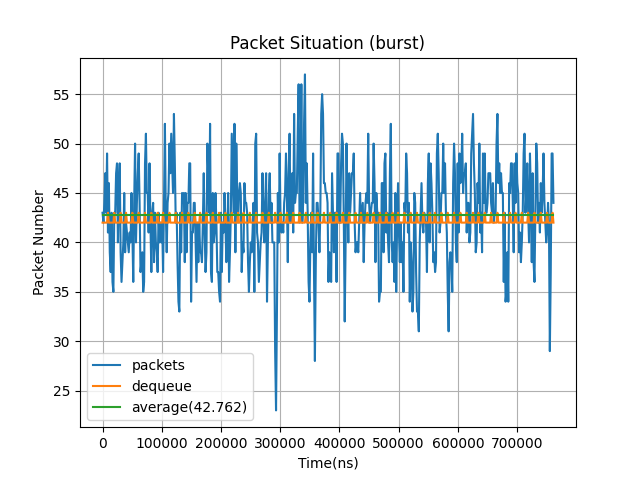 Packet Situation (burst)
55
50
45
40
35
30
25
Packet Number
packets
dequeue
average(42.762)
0 100000 200000 300000 400000 500000 600000 700000
Time(ns)